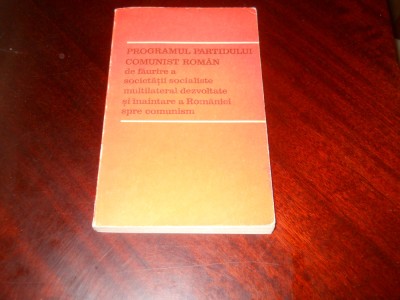 PROGRAMUL PARTIDULUI
COMUNIST ROMÂN
de făurire a
societății socialiste
multilateral dezvoltate
și înaintare a României
spre comunism